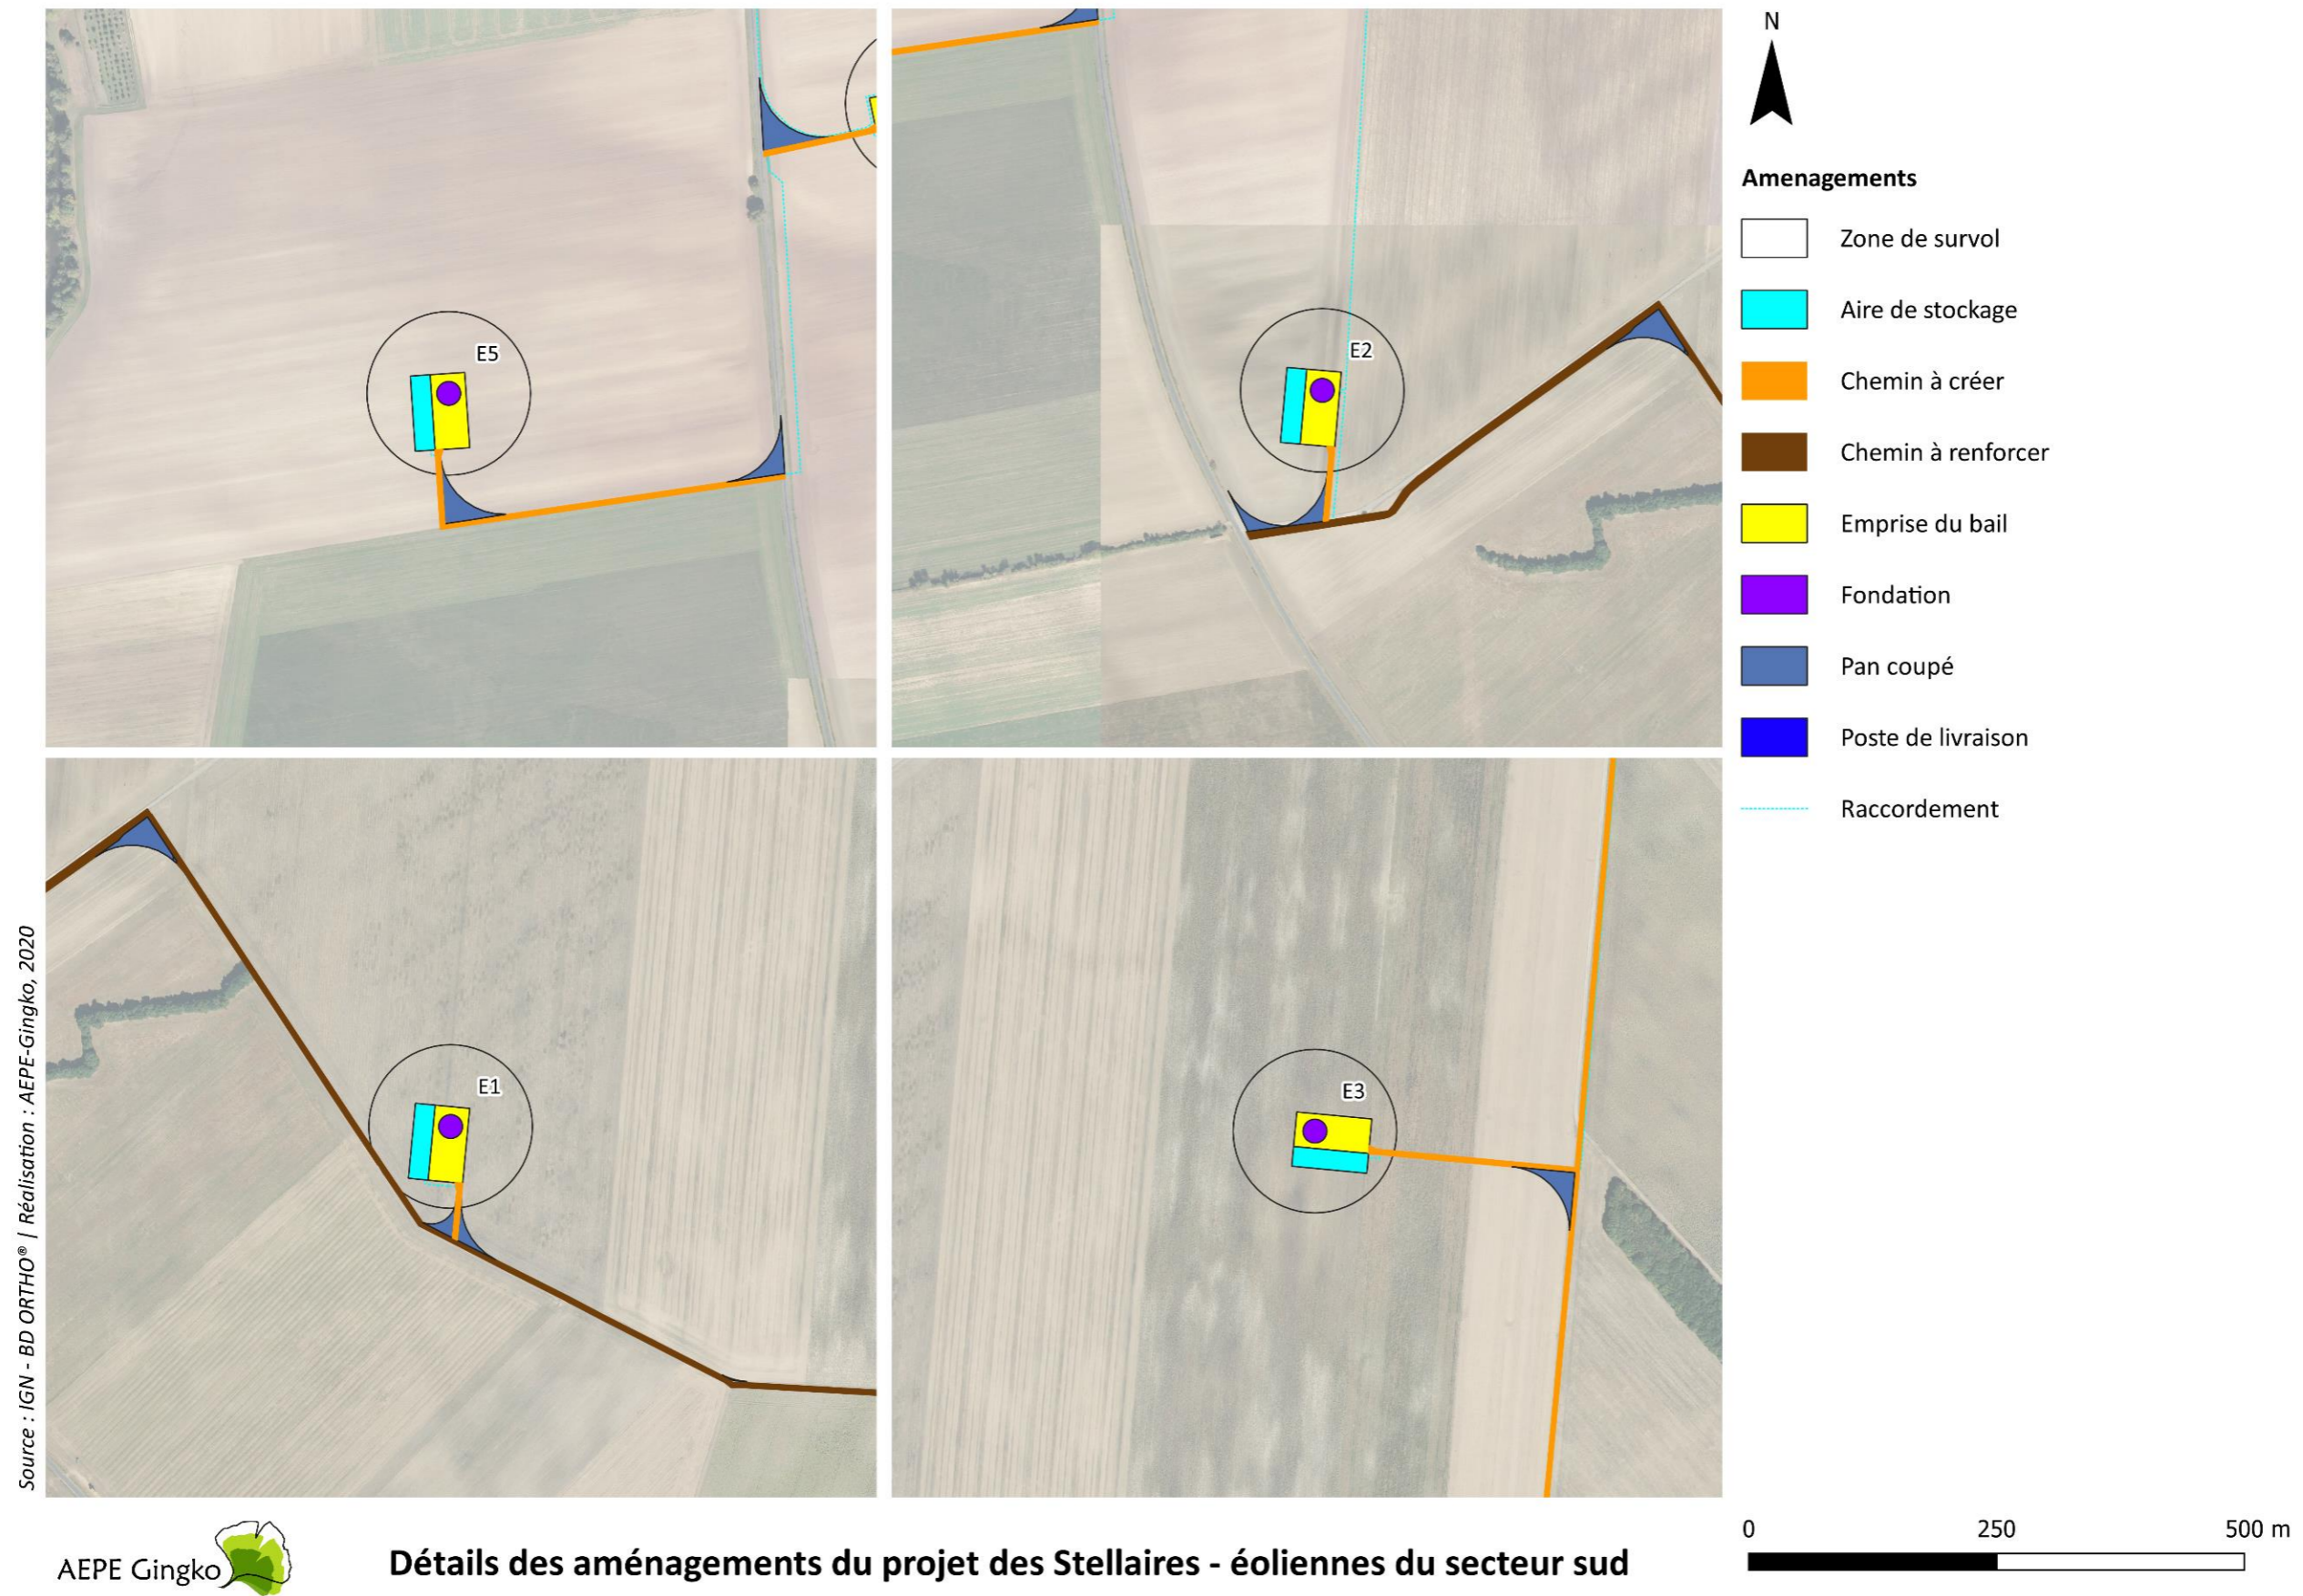 N
Amenagements
Zone de survol
Aire de stockage
Chemin à créer
Chemin à renforcer
Emprise du bail
Fondation
Pan coupé
Poste de livraison
Raccordement
E5
E2
E1
E3
Source : IGN - BD ORTHO® | Réalisation : AEPE-Gingko, 2020
AEPE Gingko
Détails des aménagements du projet des Stellaires - éoliennes du secteur sud
0 250 500 m